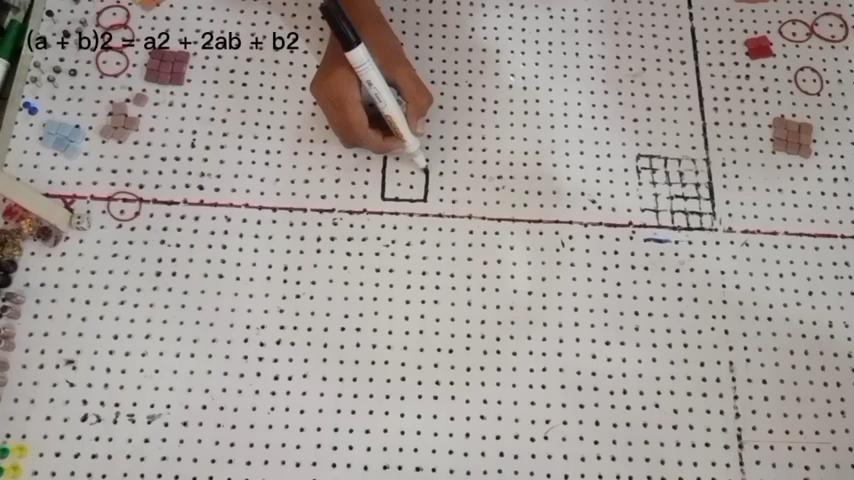 (a + b)2 = a2 + 2ab + b2